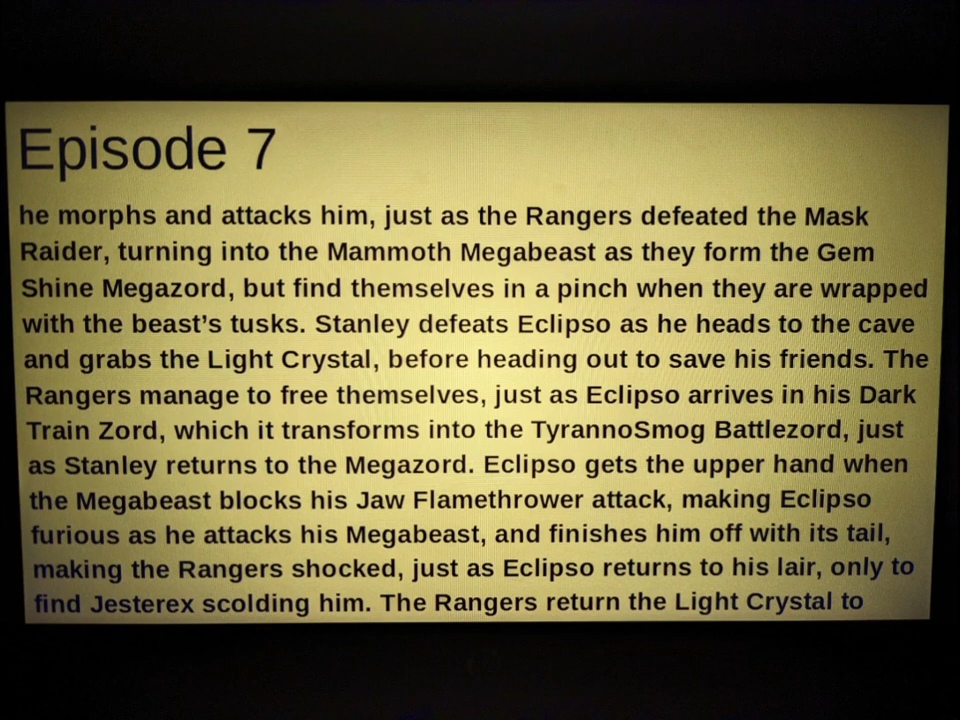 Episode 7
he morphs and attacks him, just as the Rangers defeated the Mask
Raider, turning into the Mammoth Megabeast as they form the Gem
Shine Megazord, but find themselves in a pinch when they are wrapped
with the beast’s tusks. Stanley defeats Eclipso as he heads to the cave
and grabs the Light Crystal, before heading out to save his friends. The
Rangers manage to free themselves, just as Eclipso arrives in his Dark
Train Zord, which it transforms into the TyrannoSmog Battlezord, just
as Stanley returns to the Megazord. Eclipso gets the upper hand when
the Megabeast blocks his Jaw Flamethrower attack, making Eclipso
furious as he attacks his Megabeast, and finishes him off with its tail,
making the Rangers shocked, just as Eclipso returns to his lair, only to
find Jesterex scolding him. The Rangers return the Light Crystal to